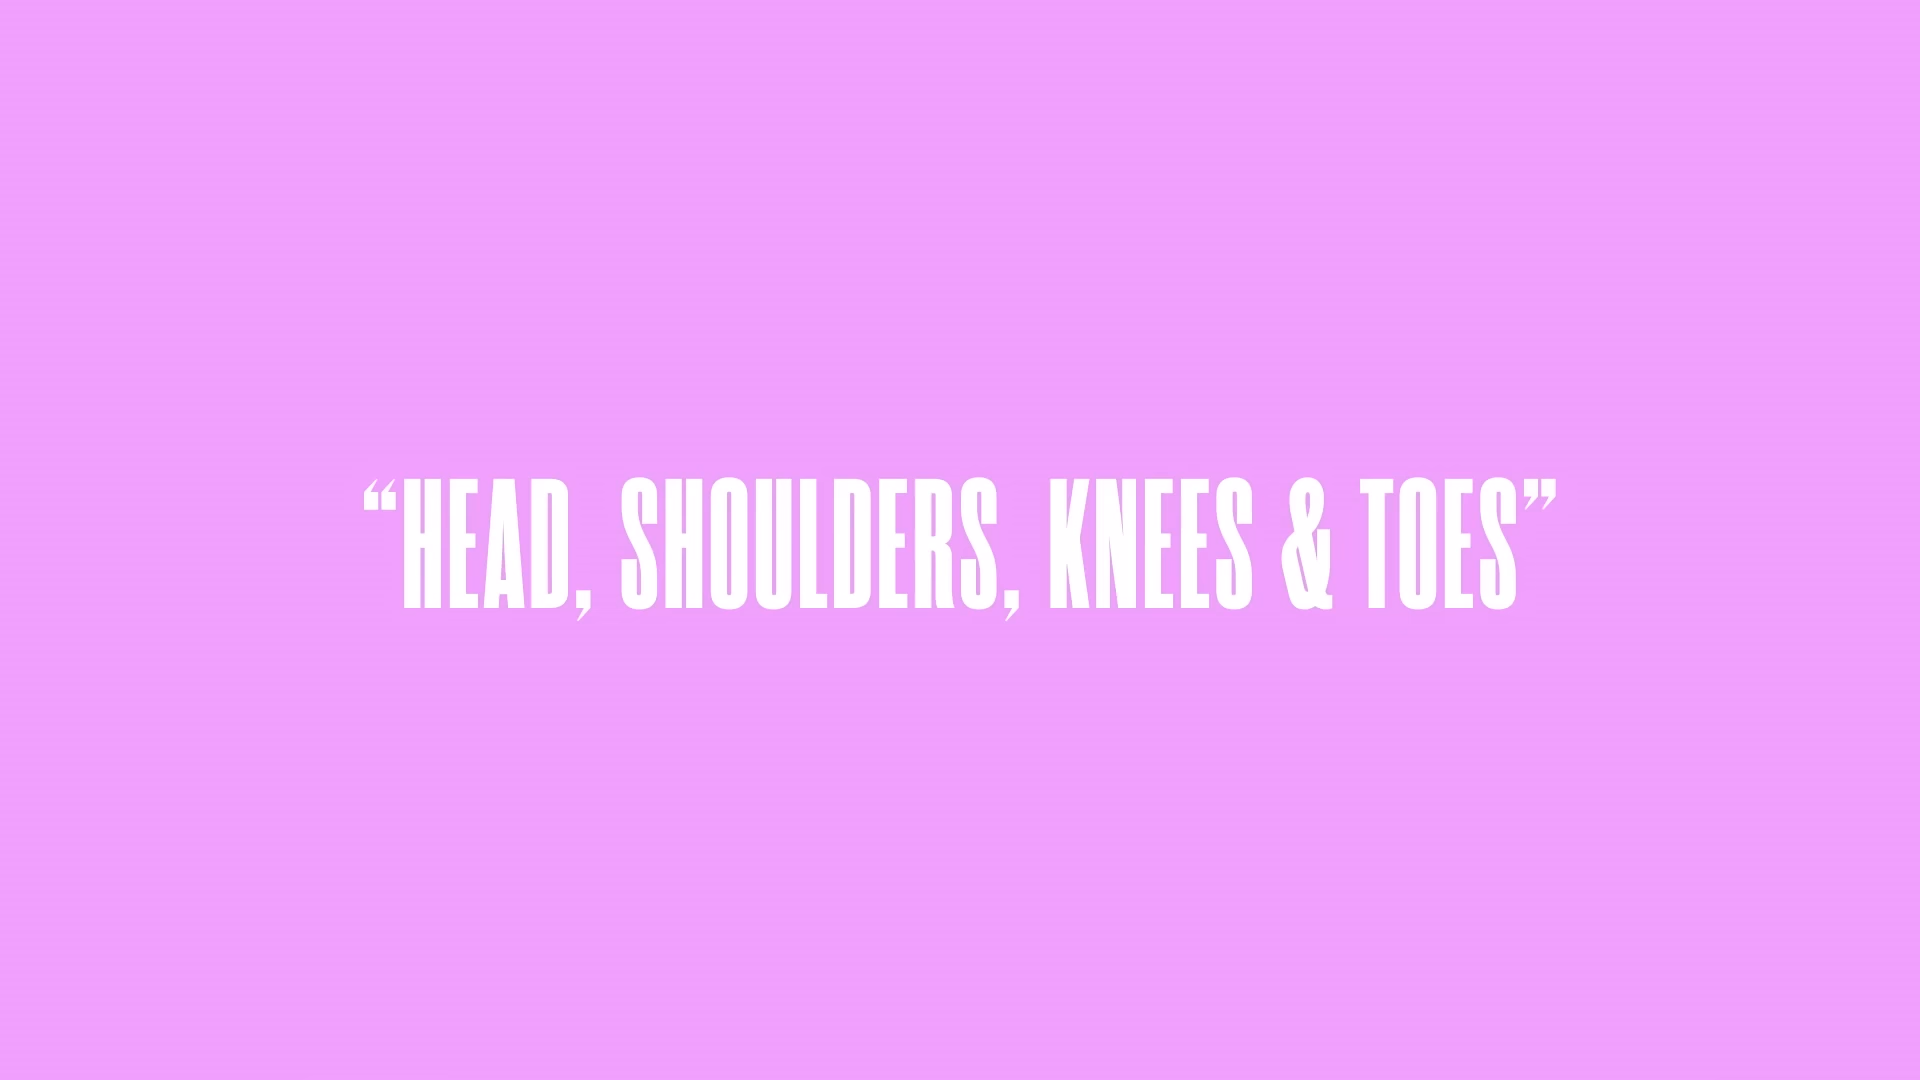 “HEAD, SHOULDERS, KNEES & TOES”